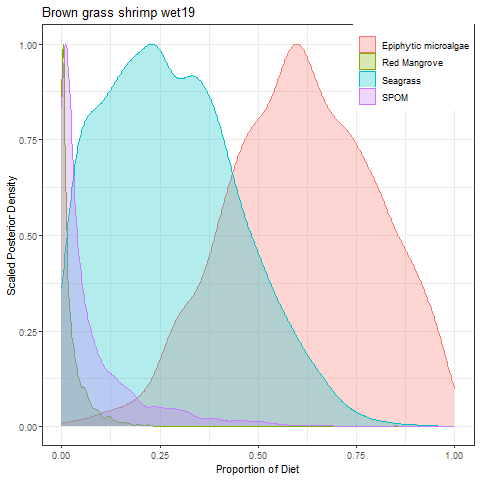 Brown grass shrimp wet19
Epiphytic microalgae
Red Mangrove
Seagrass
SPOM
Scaled Posterior Density
1.00
0.75
0.50
0.25
0.00
0.00
0.25
0.50
0.75
1.00
Proportion of Diet